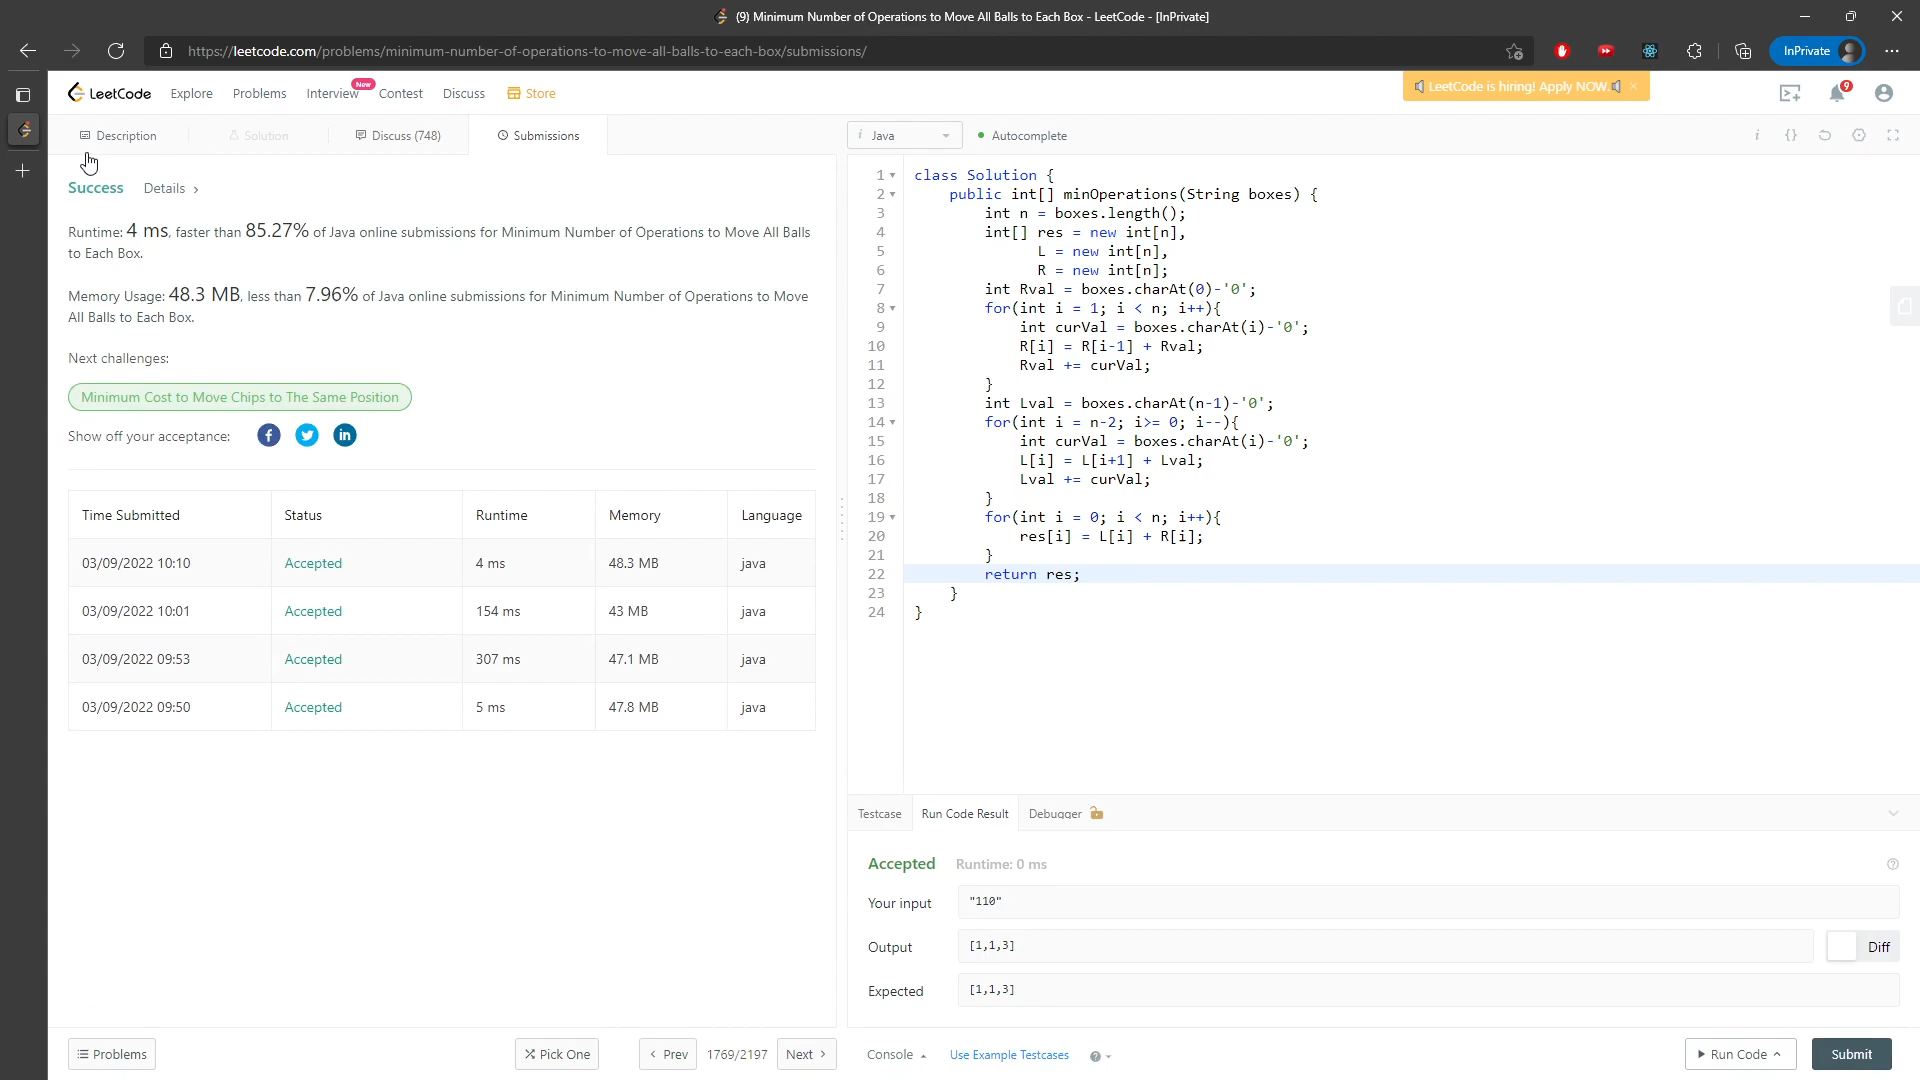 (9) Minimum Number of Operations to Move All Balls to Each Box - LeetCode - [InPrivate]
https://leetcode.com/problems/minimum-number-of-operations-to-move-all-balls-to-each-box/submissions/
InPrivate
LeetCode
Explore
Problems
Interview
New
Contest
Discuss
Store
LeetCode is hiring! Apply NOW.
9
Description
Solution
Discuss (748)
Submissions
i Java
Autocomplete
i
{}
Success
Details >
Runtime: 4 ms, faster than 85.27% of Java online submissions for Minimum Number of Operations to Move All Balls
to Each Box.
Memory Usage: 48.3 MB, less than 7.96% of Java online submissions for Minimum Number of Operations to Move
All Balls to Each Box.
Next challenges:
Minimum Cost to Move Chips to The Same Position
Show off your acceptance:
Time Submitted Status Runtime Memory Language
03/09/2022 10:10 Accepted 4 ms 48.3 MB java
03/09/2022 10:01 Accepted 154 ms 43 MB java
03/09/2022 09:53 Accepted 307 ms 47.1 MB java
03/09/2022 09:50 Accepted 5 ms 47.8 MB java
Problems
Pick One
< Prev
1769/2197
Next >
1 class Solution {
2 public int[] minOperations(String boxes) {
3 int n = boxes.length();
4 int[] res = new int[n],
5 L = new int[n],
6 R = new int[n];
7 int Rval = boxes.charAt(0)-'0';
8 for(int i = 1; i < n; i++){
9 int curVal = boxes.charAt(i)-'0';
10 R[i] = R[i-1] + Rval;
11 Rval += curVal;
12 }
13 int Lval = boxes.charAt(n-1)-'0';
14 for(int i = n-2; i>= 0; i--){
15 int curVal = boxes.charAt(i)-'0';
16 L[i] = L[i+1] + Lval;
17 Lval += curVal;
18 }
19 for(int i = 0; i < n; i++){
20 res[i] = L[i] + R[i];
21 }
22 return res;
23 }
24 }
Testcase
Run Code Result
Debugger
Accepted Runtime: 0 ms
Your input "110"
Output [1,1,3]
Diff
Expected [1,1,3]
Console
Use Example Testcases
Run Code
Submit